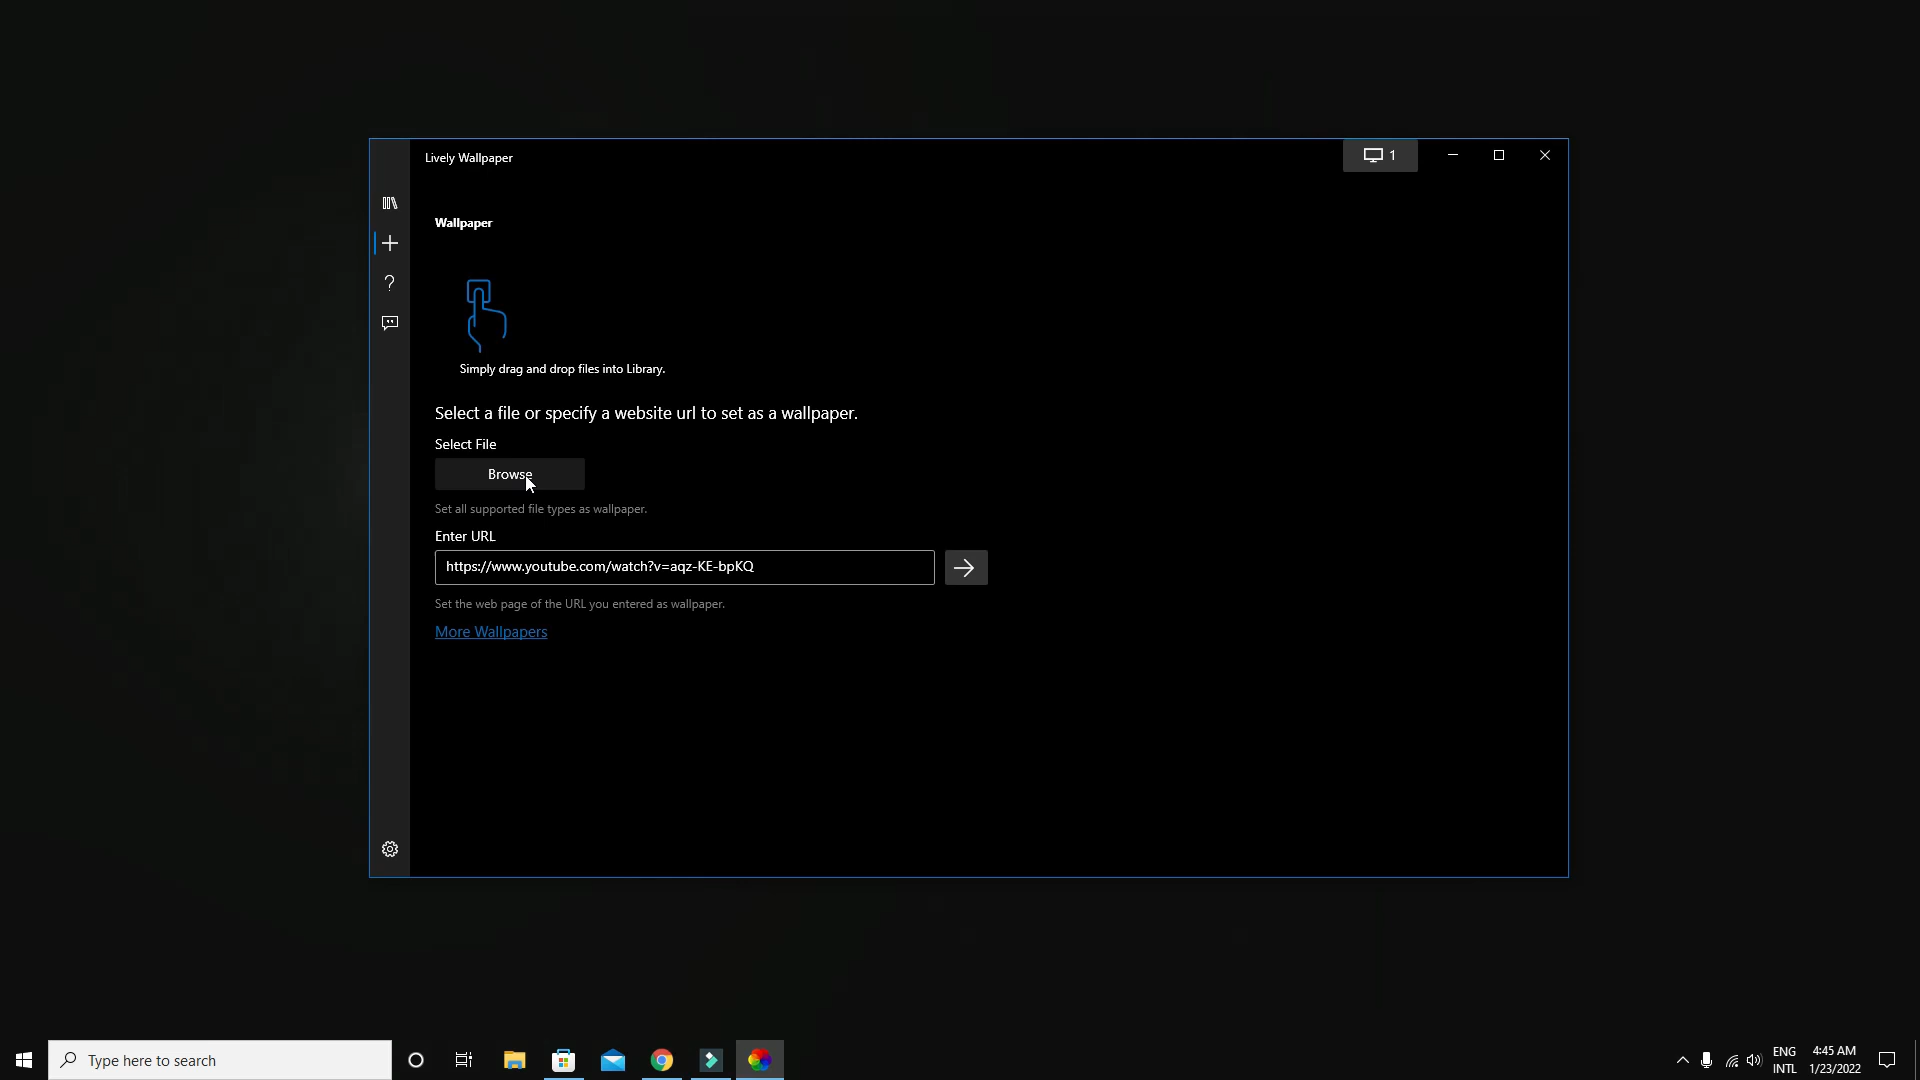 Lively Wallpaper
1
Wallpaper
?
Simply drag and drop files into Library.
Select a file or specify a website url to set as a wallpaper.
Select File
Browse
Set all supported file types as wallpaper.
Enter URL
https://www.youtube.com/watch?v=aqz-KE-bpKQ
Set the web page of the URL you entered as wallpaper.
More Wallpapers
Type here to search
ENG
INTL
4:45 AM
1/23/2022